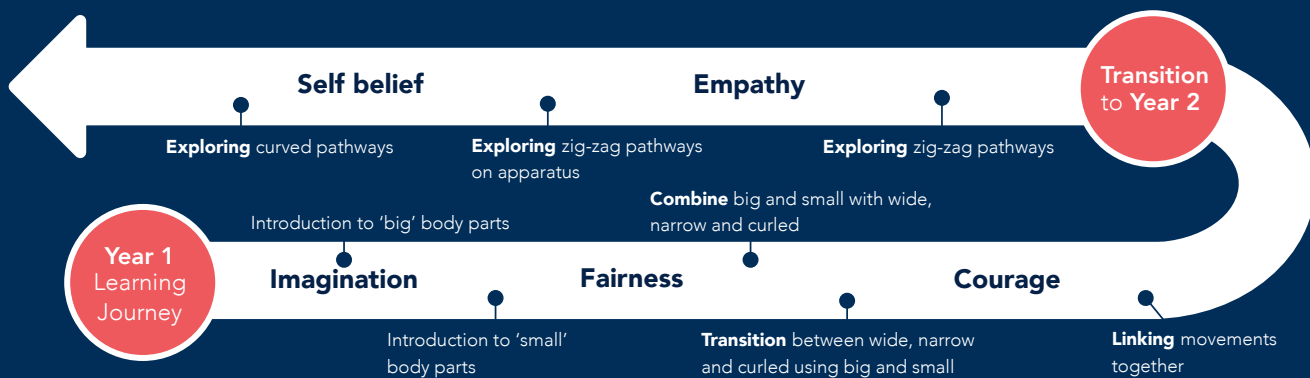 Self belief
Empathy
Transition
to Year 2
Exploring curved pathways
Exploring zig-zag pathways
on apparatus
Exploring zig-zag pathways
Combine big and small with wide,
narrow and curled
Introduction to ‘big’ body parts
Year 1
Learning
Journey
Imagination
Fairness
Courage
Introduction to ‘small’
body parts
Transition between wide, narrow
and curled using big and small
Linking movements
together